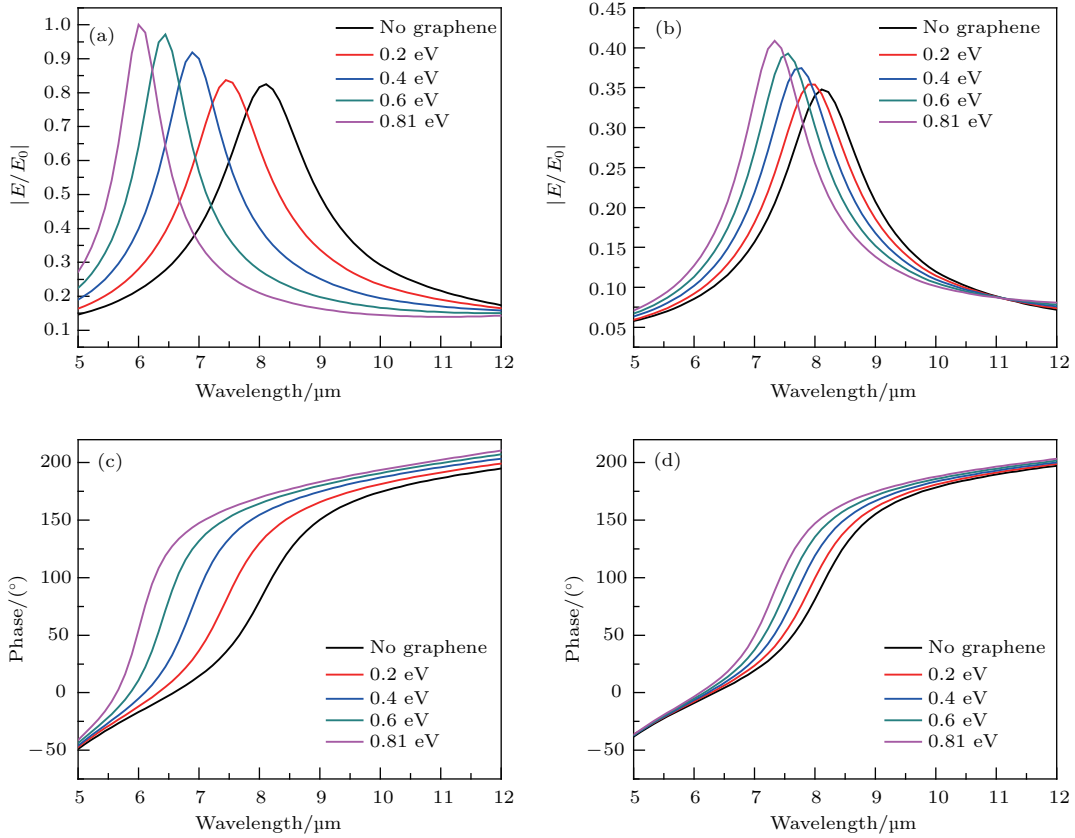 (a)
No graphene
0.2 eV
0.4 eV
0.6 eV
0.81 eV
|E/E0|
1.0
0.9
0.8
0.7
0.6
0.5
0.4
0.3
0.2
0.1
5 6 7 8 9 10 11 12
Wavelength/μm
(b)
No graphene
0.2 eV
0.4 eV
0.6 eV
0.81 eV
|E/E0|
0.45
0.40
0.35
0.30
0.25
0.20
0.15
0.10
0.05
5 6 7 8 9 10 11 12
Wavelength/μm
(c)
Phase/(°)
200
150
100
50
0
−50
No graphene
0.2 eV
0.4 eV
0.6 eV
0.81 eV
5 6 7 8 9 10 11 12
Wavelength/μm
(d)
Phase/(°)
200
150
100
50
0
−50
No graphene
0.2 eV
0.4 eV
0.6 eV
0.81 eV
5 6 7 8 9 10 11 12
Wavelength/μm